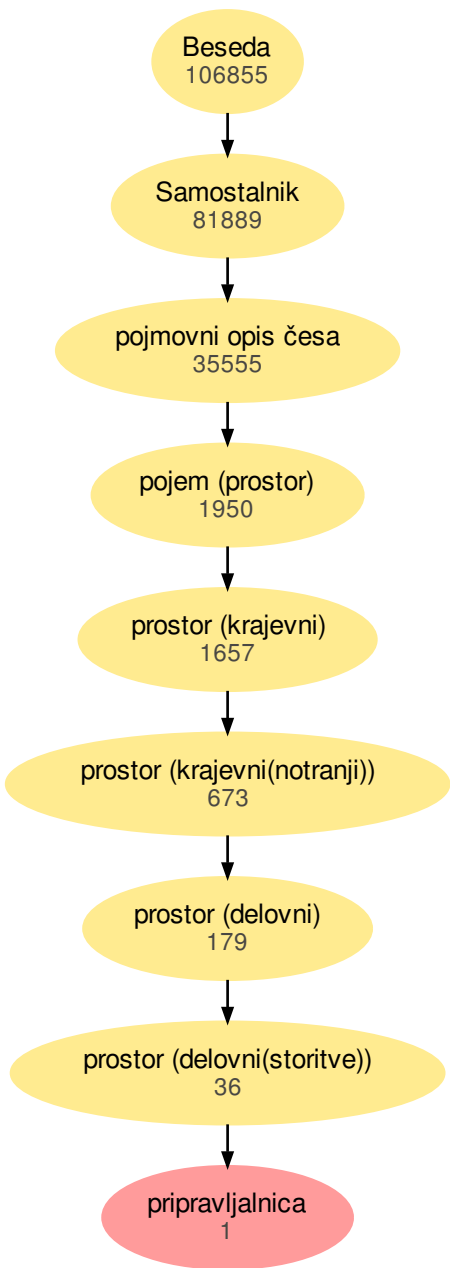 Beseda
106855
Samostalnik
81889
pojmovni opis česa
35555
pojem (prostor)
1950
prostor (krajevni)
1657
prostor (krajevni(notranji))
673
prostor (delovni)
179
prostor (delovni(storitve))
36
pripravljalnica
1